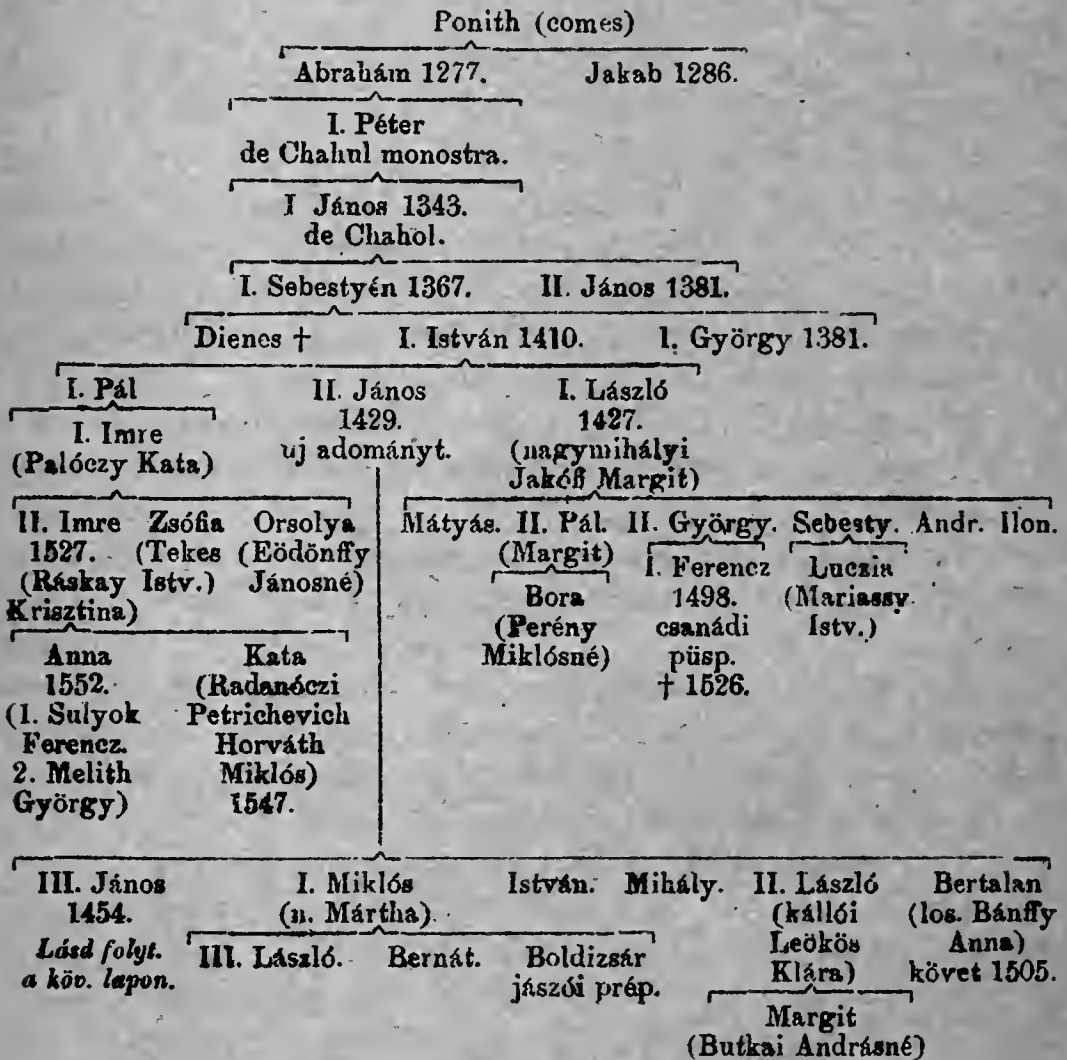 Ponith (comes)
Abrahám 1277. Jakab 1286.
I. Péter
de Chahul monostra.
I János 1343.
de Chahol.
I. Sebestyén 1367. II. János 1381.
Dienes † I. István 1410. I. György 1381.
I. Pál II. János I. László
1429. 1427.
I. Imre uj adományt. (nagymihályi
(Palóczy Kata) Jakóffi Margit)
II. Imre Zsófia Orsolya Mátyás. II. Pál. II. György. Sebesty. Andr. Ilon.
1527. (Tekes (Eödönffy (Margit) I. Ferencz Luczia
(Ráskay Istv.) Jánosné) Bora 1498. (Mariassy
Krisztina) (Perény csanádi Istv.)
Anna Kata Miklósné) püsp.
1552. (Radanóczi † 1526.
(1. Sulyok Petrichevich
Ferencz. Horváth
2. Melith Miklós)
György) 1547.
III. János I. Miklós István. Mihály. II. László Bertalan
1454. (n. Mártha). (kállói (los. Bánffy
Lásd folyt. III. László. Bernát. Boldizsár Leökös Anna)
a köv. lapon. jászói prép. Klára) követ 1505.
Margit
(Butkai Andrásné)